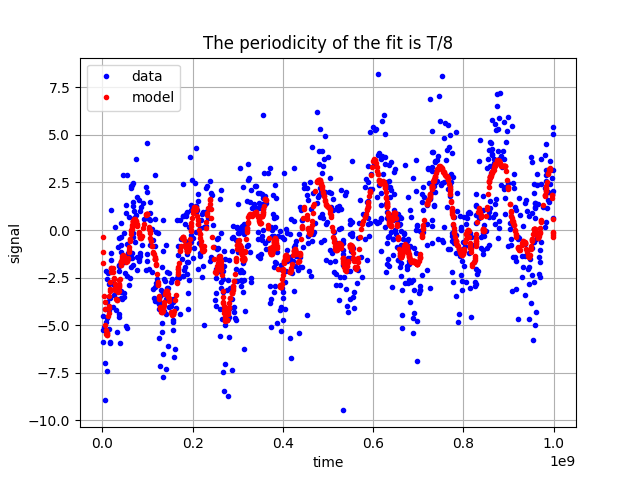 The periodicity of the fit is T/8
data
model
7.5
5.0
2.5
0.0
−2.5
−5.0
−7.5
−10.0
signal
0.0 0.2 0.4 0.6 0.8 1.0
1e9
time